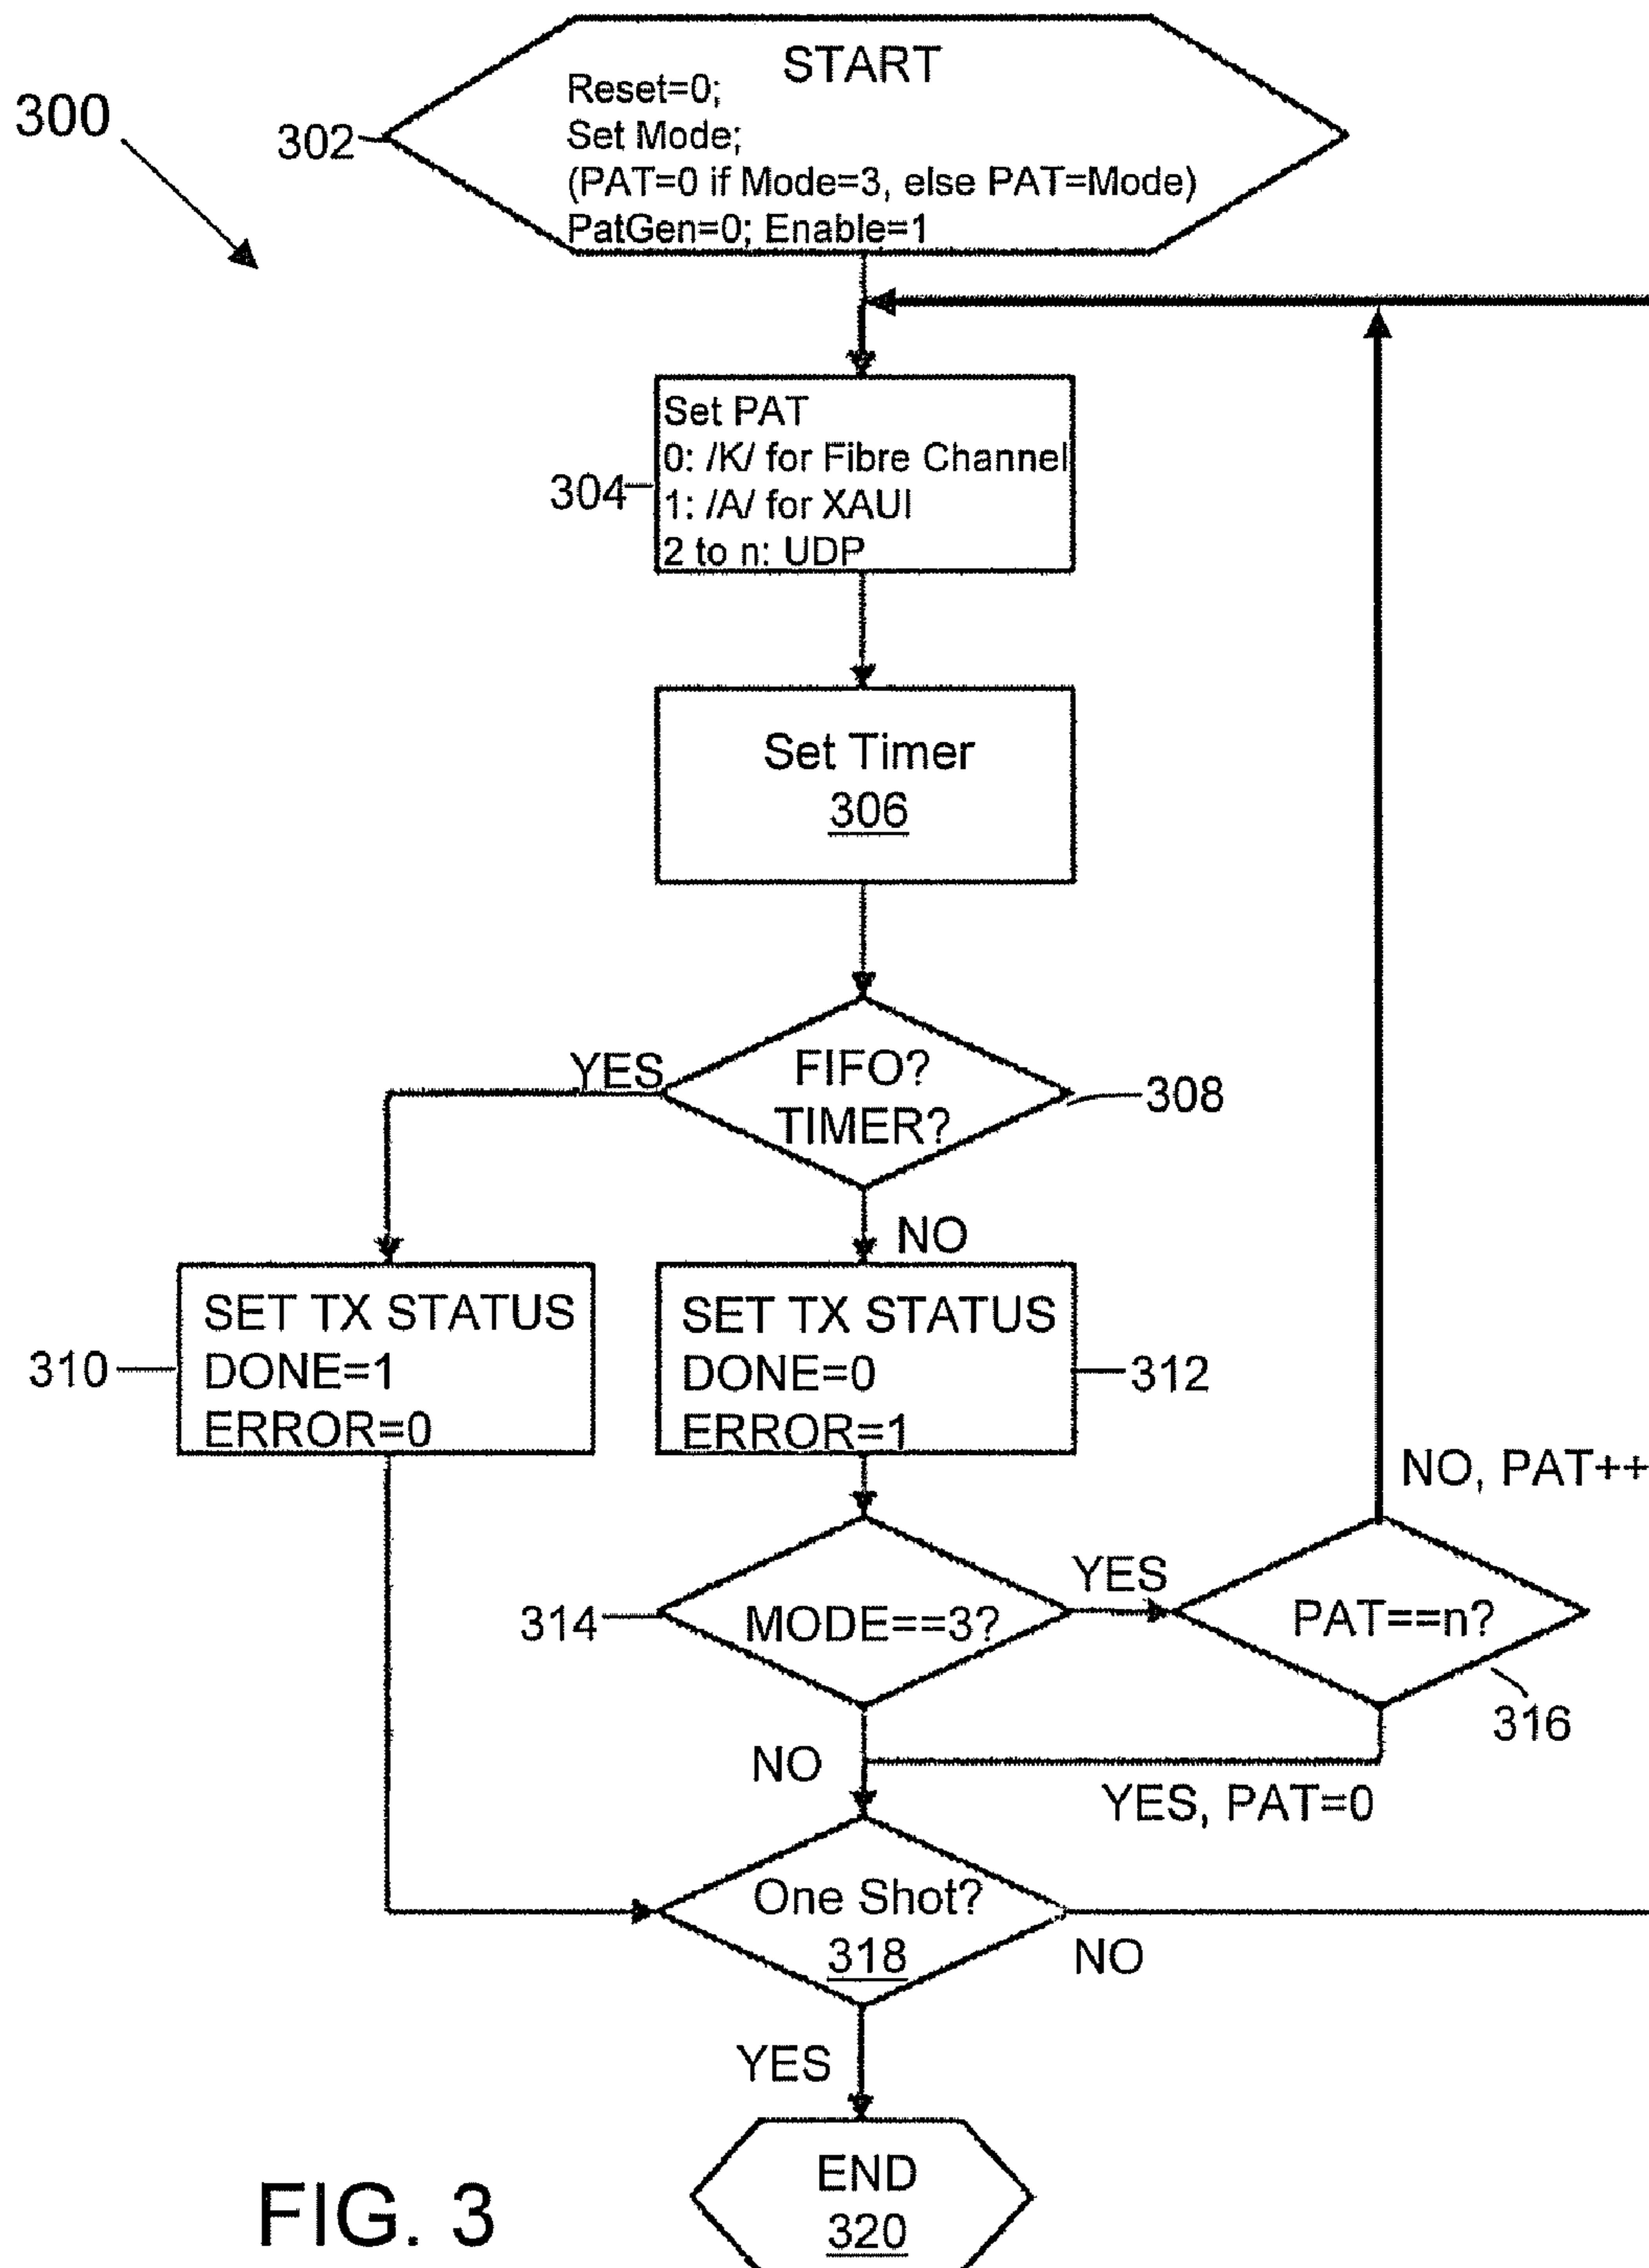 START
300
302
Reset=0;
Set Mode;
(PAT=0 if Mode=3, else PAT=Mode)
PatGen=0; Enable=1
Set PAT
0: /K/ for Fibre Channel
304
1: /A/ for XAUI
2 to n: UDP
Set Timer
306
YES
FIFO?
TIMER?
308
NO
310
SET TX STATUS
DONE=1
ERROR=0
SET TX STATUS
DONE=0
ERROR=1
312
NO, PAT++
314
MODE==3?
YES
PAT==n?
316
NO
YES, PAT=0
One Shot?
318
NO
YES
END
320
FIG. 3